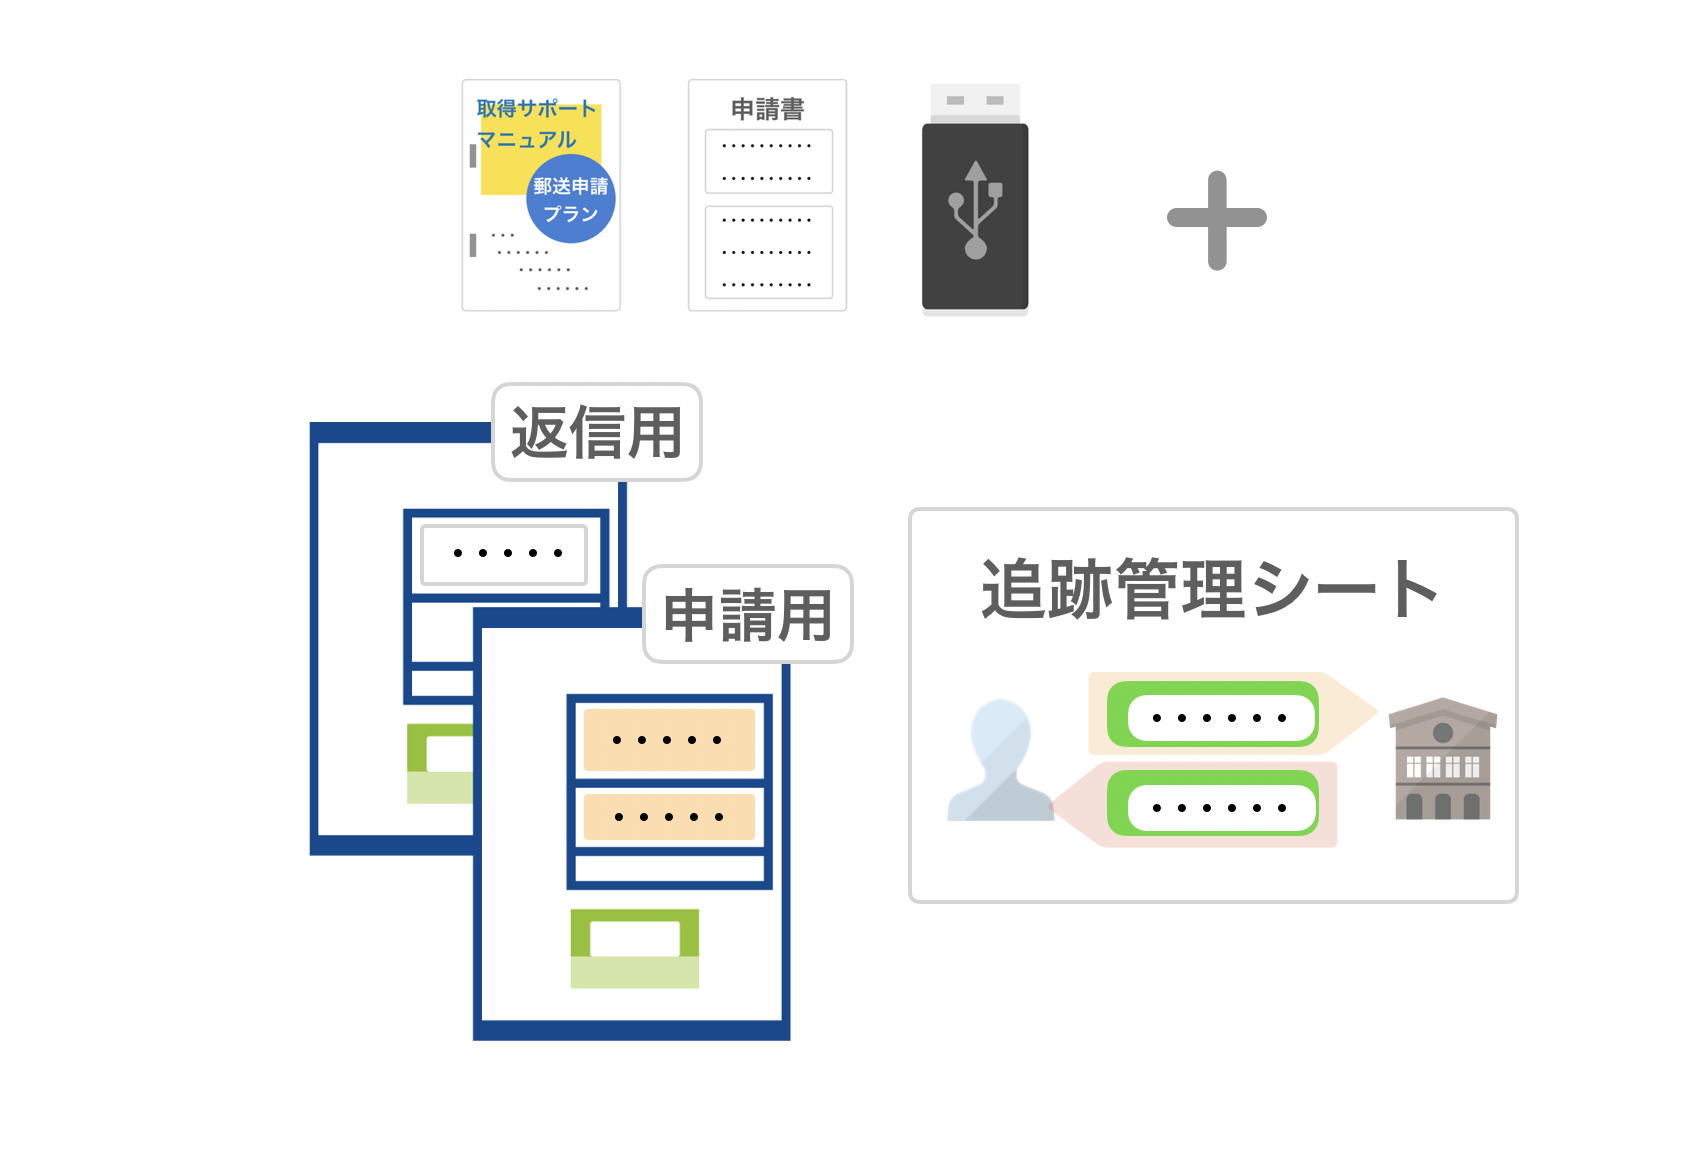 取得サポート
マニュアル
郵送申請
プラン
申請書
返信用
申請用
追跡管理シート